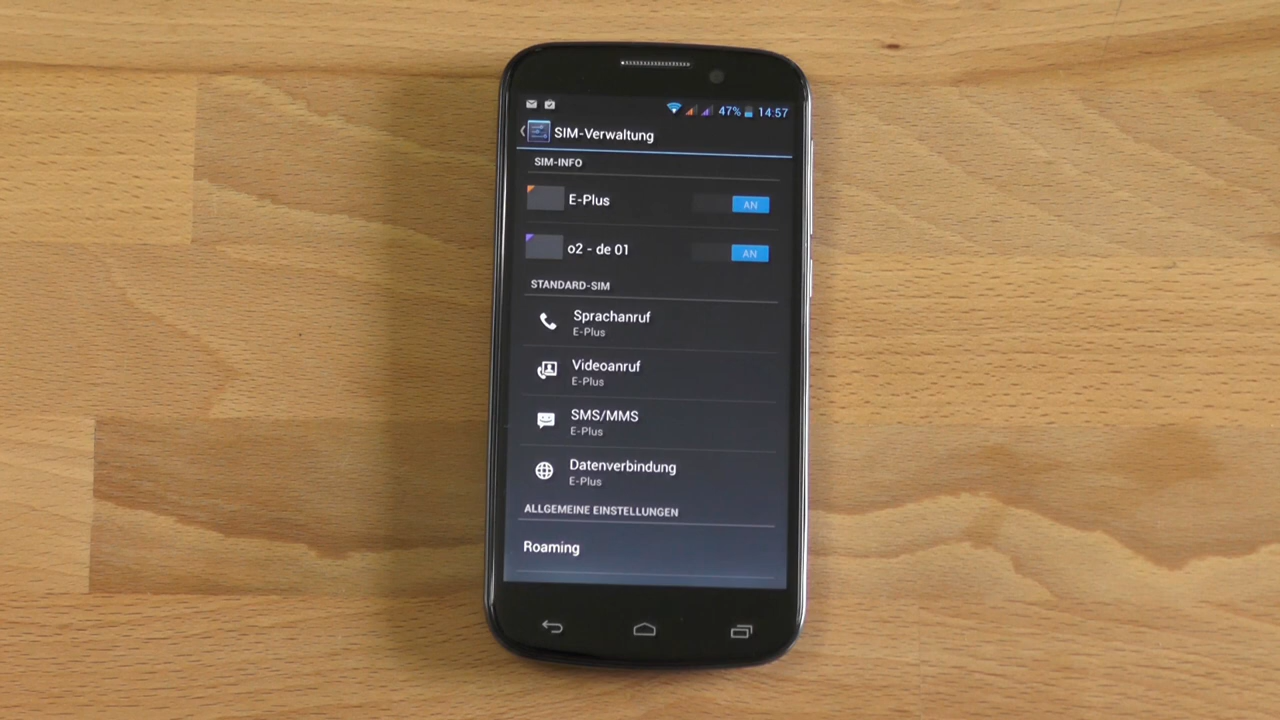 47% 14:57
SIM-Verwaltung
SIM-INFO
E-Plus AN
o2 - de 01 AN
STANDARD-SIM
Sprachanruf
E-Plus
Videoanruf
E-Plus
SMS/MMS
E-Plus
Datenverbindung
E-Plus
ALLGEMEINE EINSTELLUNGEN
Roaming